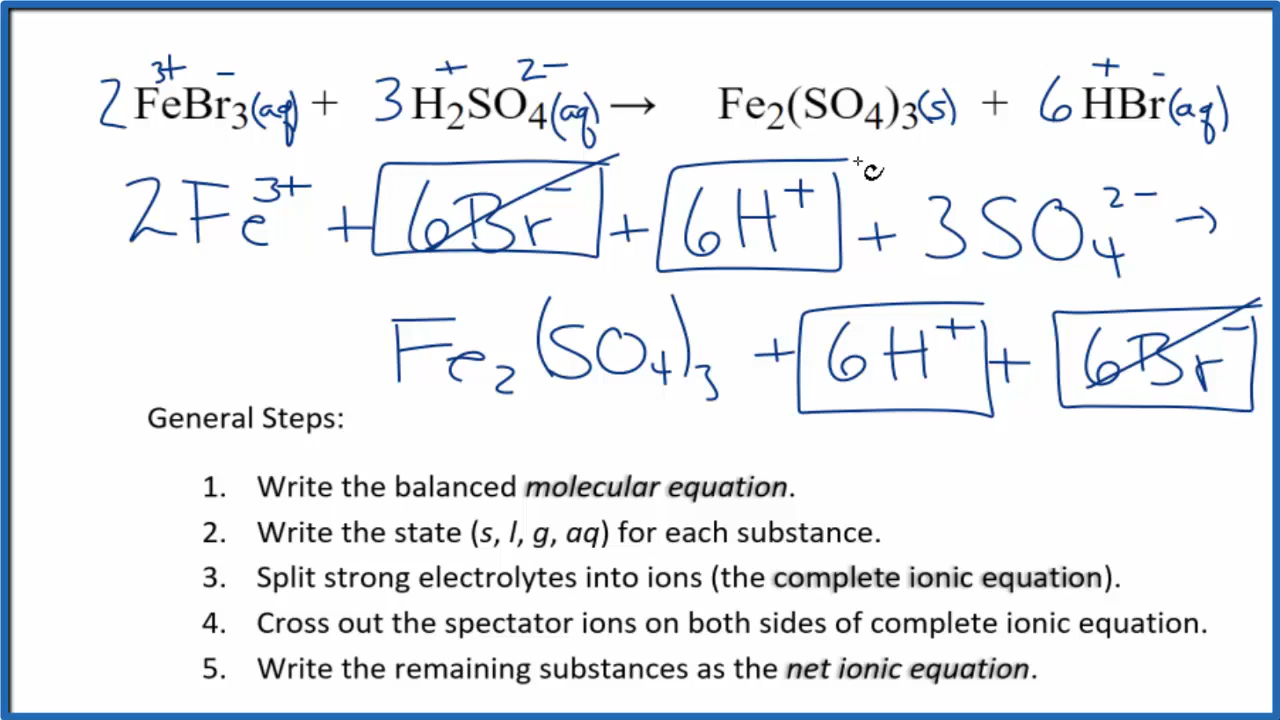 2FeBr₃(aq) + 3H₂SO₄(aq) → Fe₂(SO₄)₃(s) + 6HBr(aq)
3+ - + 2- + -
2Fe³⁺ + 6Br⁻ + 6H⁺ + 3SO₄²⁻ →
Fe₂(SO₄)₃ + 6H⁺ + 6Br⁻
General Steps:
1. Write the balanced molecular equation.
2. Write the state (s, l, g, aq) for each substance.
3. Split strong electrolytes into ions (the complete ionic equation).
4. Cross out the spectator ions on both sides of complete ionic equation.
5. Write the remaining substances as the net ionic equation.